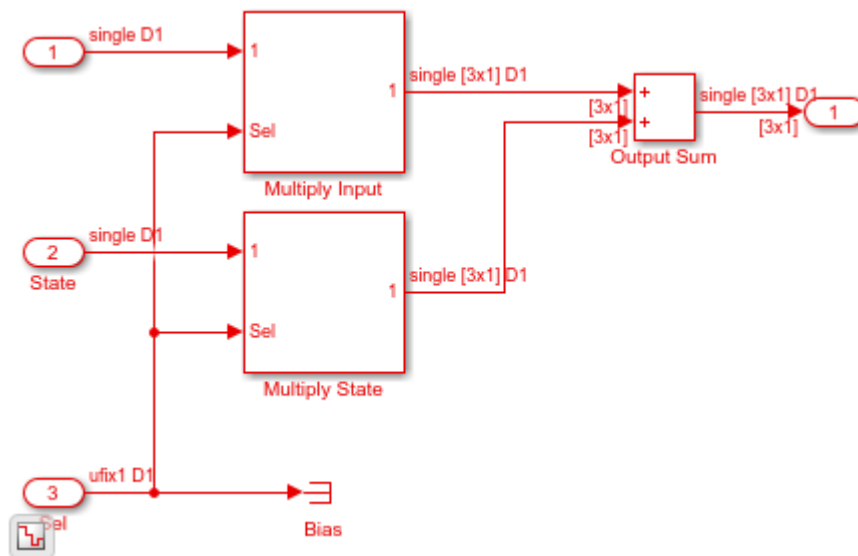 single D1
1
1
1
single [3x1] D1
Sel
[3x1]
+
single [3x1] D1
1
[3x1]
+
[3x1]
Output Sum
Multiply Input
single D1
2
State
1
1
single [3x1] D1
Sel
Multiply State
ufix1 D1
3
Sel
Bias